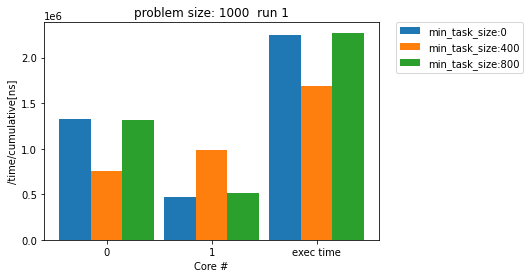 problem size: 1000  run 1
1e6
min_task_size:0
min_task_size:400
min_task_size:800
/time/cumulative[ns]
2.0
1.5
1.0
0.5
0.0
0
1
exec time
Core #